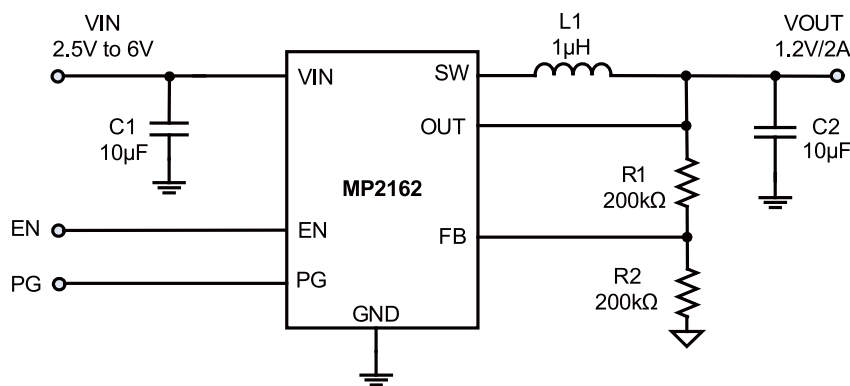 VIN
2.5V to 6V
L1
1µH
VOUT
1.2V/2A
VIN
SW
C1
10µF
OUT
C2
10µF
MP2162
R1
200kΩ
EN
EN
FB
PG
PG
R2
200kΩ
GND